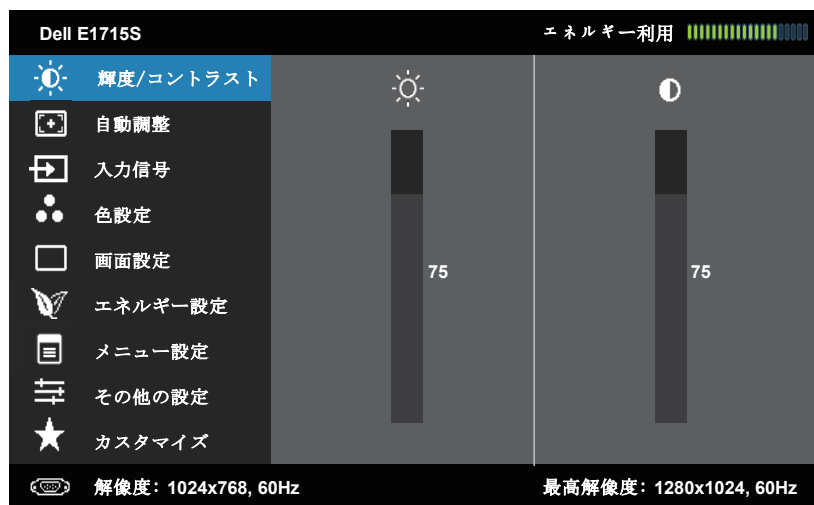 Dell E1715S
エネルギー利用
輝度/コントラスト
自動調整
入力信号
色設定
画面設定
エネルギー設定
メニュー設定
その他の設定
カスタマイズ
75
75
解像度: 1024x768, 60Hz
最高解像度: 1280x1024, 60Hz